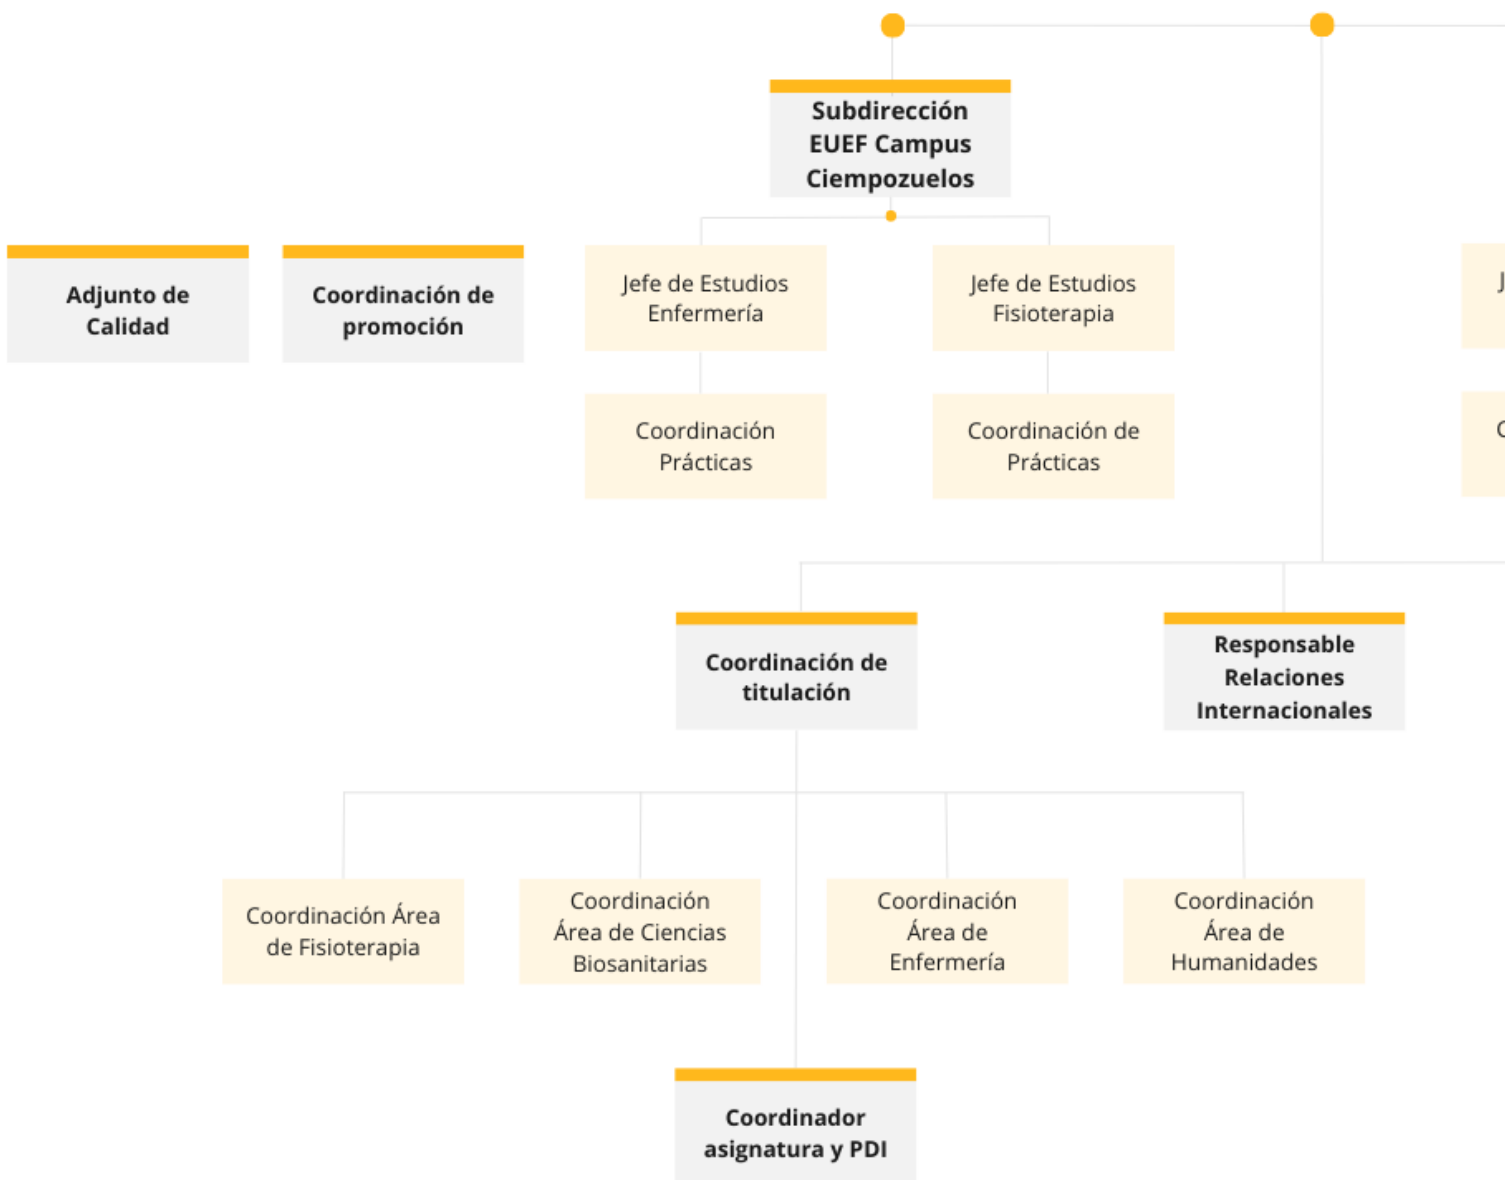 Subdirección
EUEF Campus
Ciempozuelos
Adjunto de
Calidad
Coordinación de
promoción
Jefe de Estudios
Enfermería
Jefe de Estudios
Fisioterapia
Coordinación
Prácticas
Coordinación de
Prácticas
Coordinación de
titulación
Responsable
Relaciones
Internacionales
Coordinación Área
de Fisioterapia
Coordinación
Área de Ciencias
Biosanitarias
Coordinación
Área de
Enfermería
Coordinación
Área de
Humanidades
Coordinador
asignatura y PDI